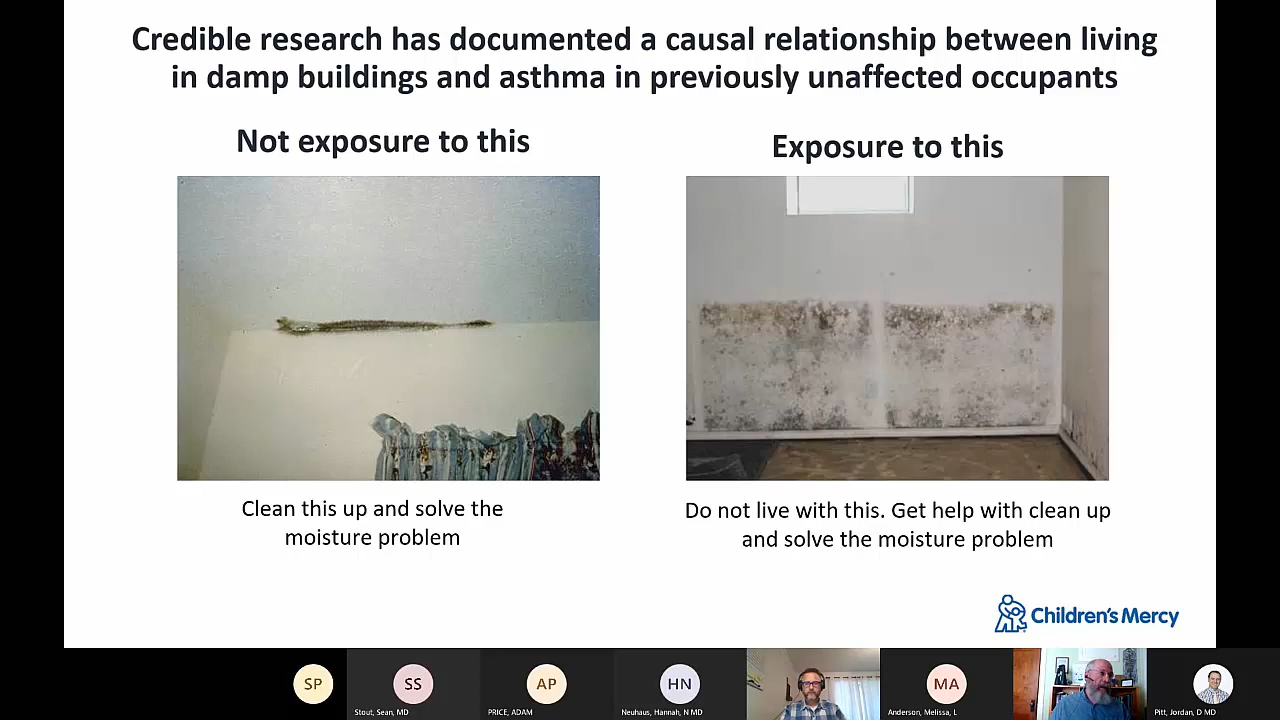 Credible research has documented a causal relationship between living
in damp buildings and asthma in previously unaffected occupants
Not exposure to this
Exposure to this
Clean this up and solve the
moisture problem
Do not live with this. Get help with clean up
and solve the moisture problem
Children's Mercy
SP
SS
AP
HN
MA
Stout, Sean, MD
PRICE, ADAM
Neuhaus, Hannah, N MD
Anderson, Melissa, L
Pitt, Jordan, D MD